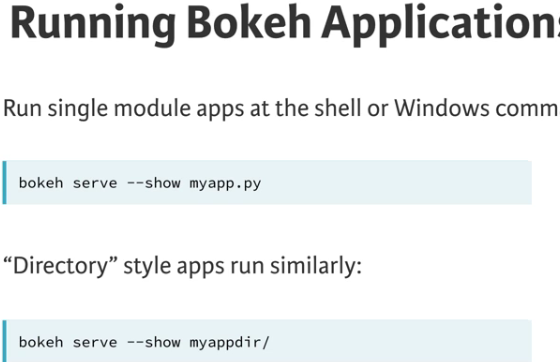 Running Bokeh Applications
Run single module apps at the shell or Windows comm
bokeh serve --show myapp.py
“Directory” style apps run similarly:
bokeh serve --show myappdir/